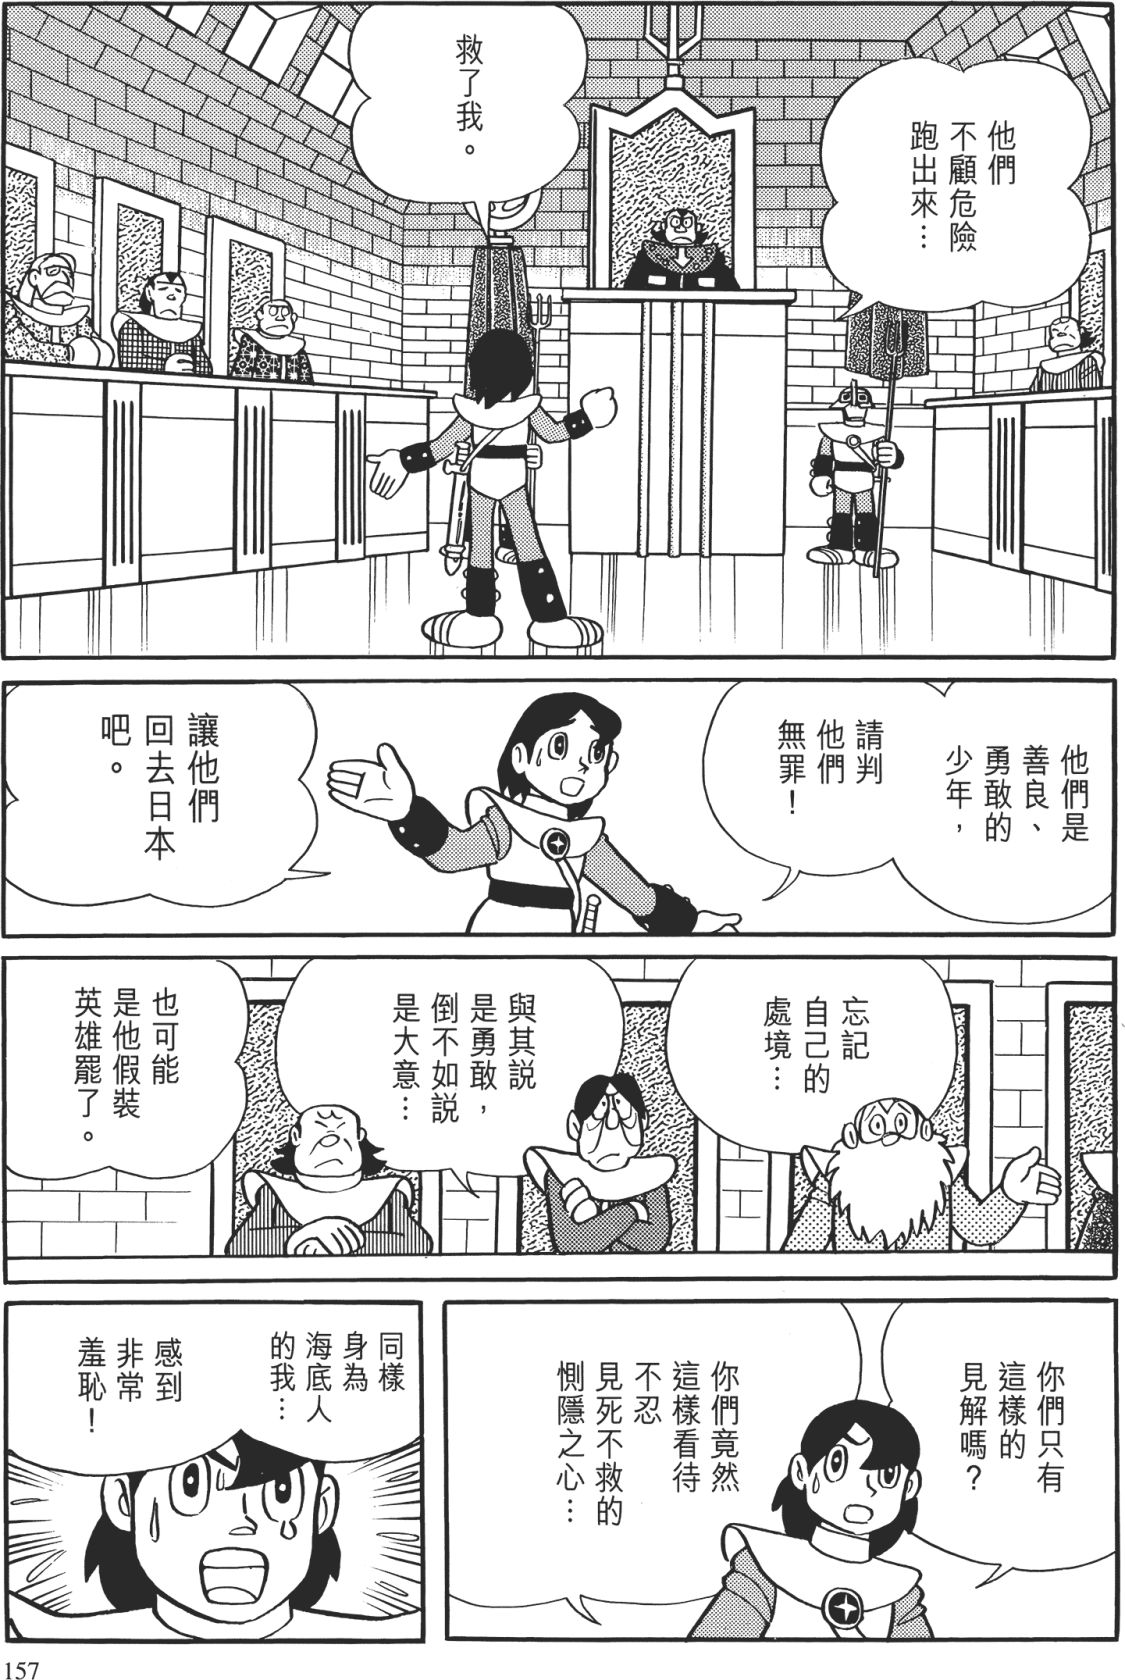 他們
不顧危險
跑出來…
救了我。
他們是
善良、
勇敢的
少年，
請判
他們
無罪！
讓他們
回去日本
吧。
忘記
自己的
處境…
與其說
是勇敢，
倒不如說
是大意…
也可能
是他假裝
英雄罷了。
你們只有
這樣的
見解嗎？
你們竟然
這樣看待
不忍
見死不救的
惻隱之心…
同樣
身為
海底人
的我…
感到
非常
羞恥！
157